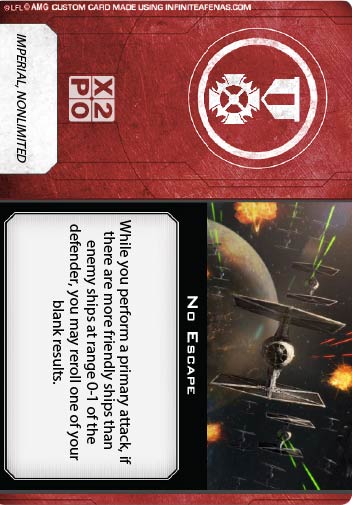 ©LFL © AMG CUSTOM CARD MADE USING INFINITEAFENAS.COM
IMPERIAL, NONLIMITED
X2
PO
NO ESCAPE
While you perform a primary attack, if
there are more friendly ships than
enemy ships at range 0-1 of the
defender, you may reroll one of your
blank results.